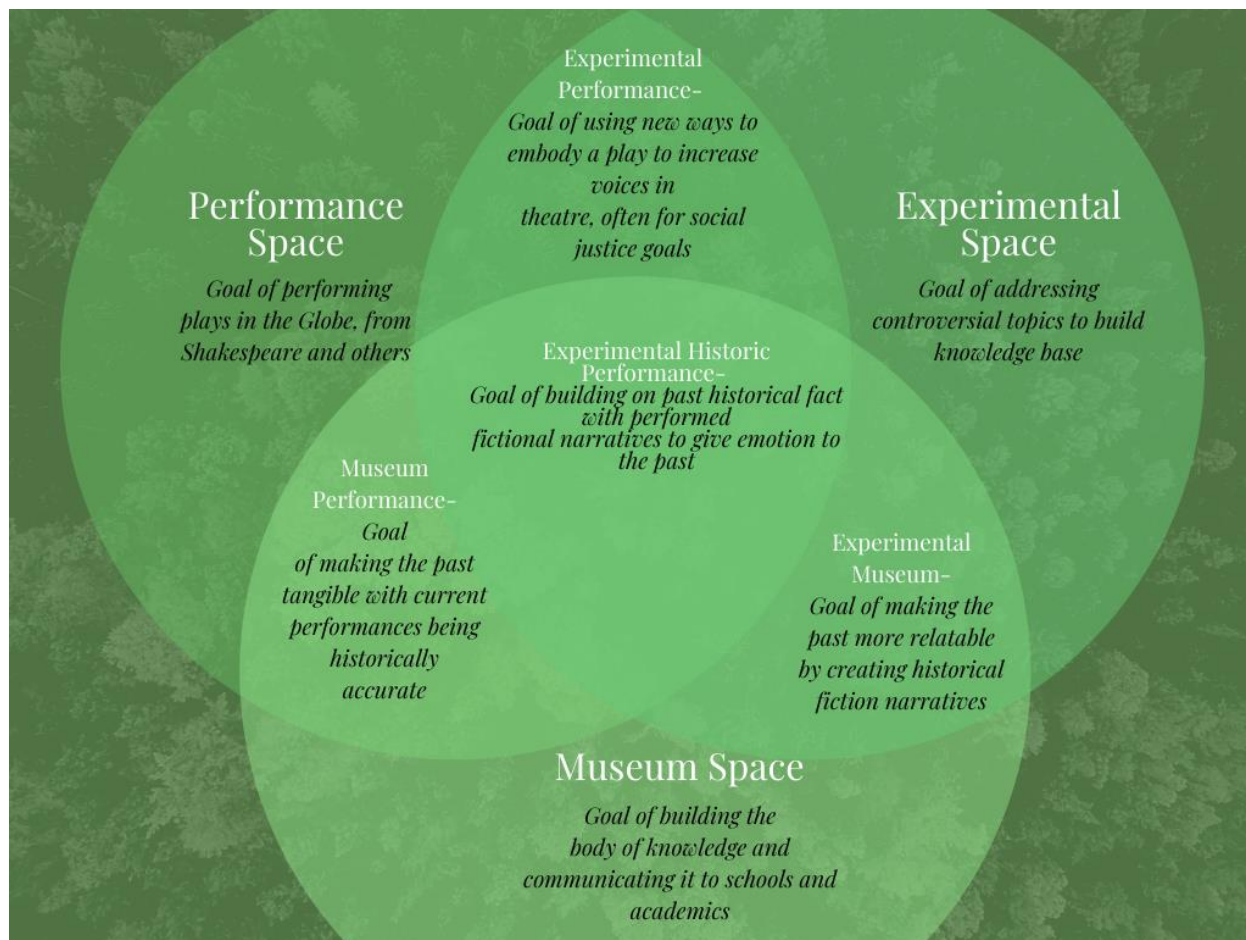 Experimental
Performance-
Goal of using new ways to
embody a play to increase
voices in
theatre, often for social
justice goals
Performance
Space
Goal of performing
plays in the Globe, from
Shakespeare and others
Experimental
Space
Goal of addressing
controversial topics to build
knowledge base
Experimental Historic
Performance-
Goal of building on past historical fact
with performed
fictional narratives to give emotion to
the past
Museum
Performance-
Goal
of making the past
tangible with current
performances being
historically
accurate
Experimental
Museum-
Goal of making the
past more relatable
by creating historical
fiction narratives
Museum Space
Goal of building the
body of knowledge and
communicating it to schools and
academics